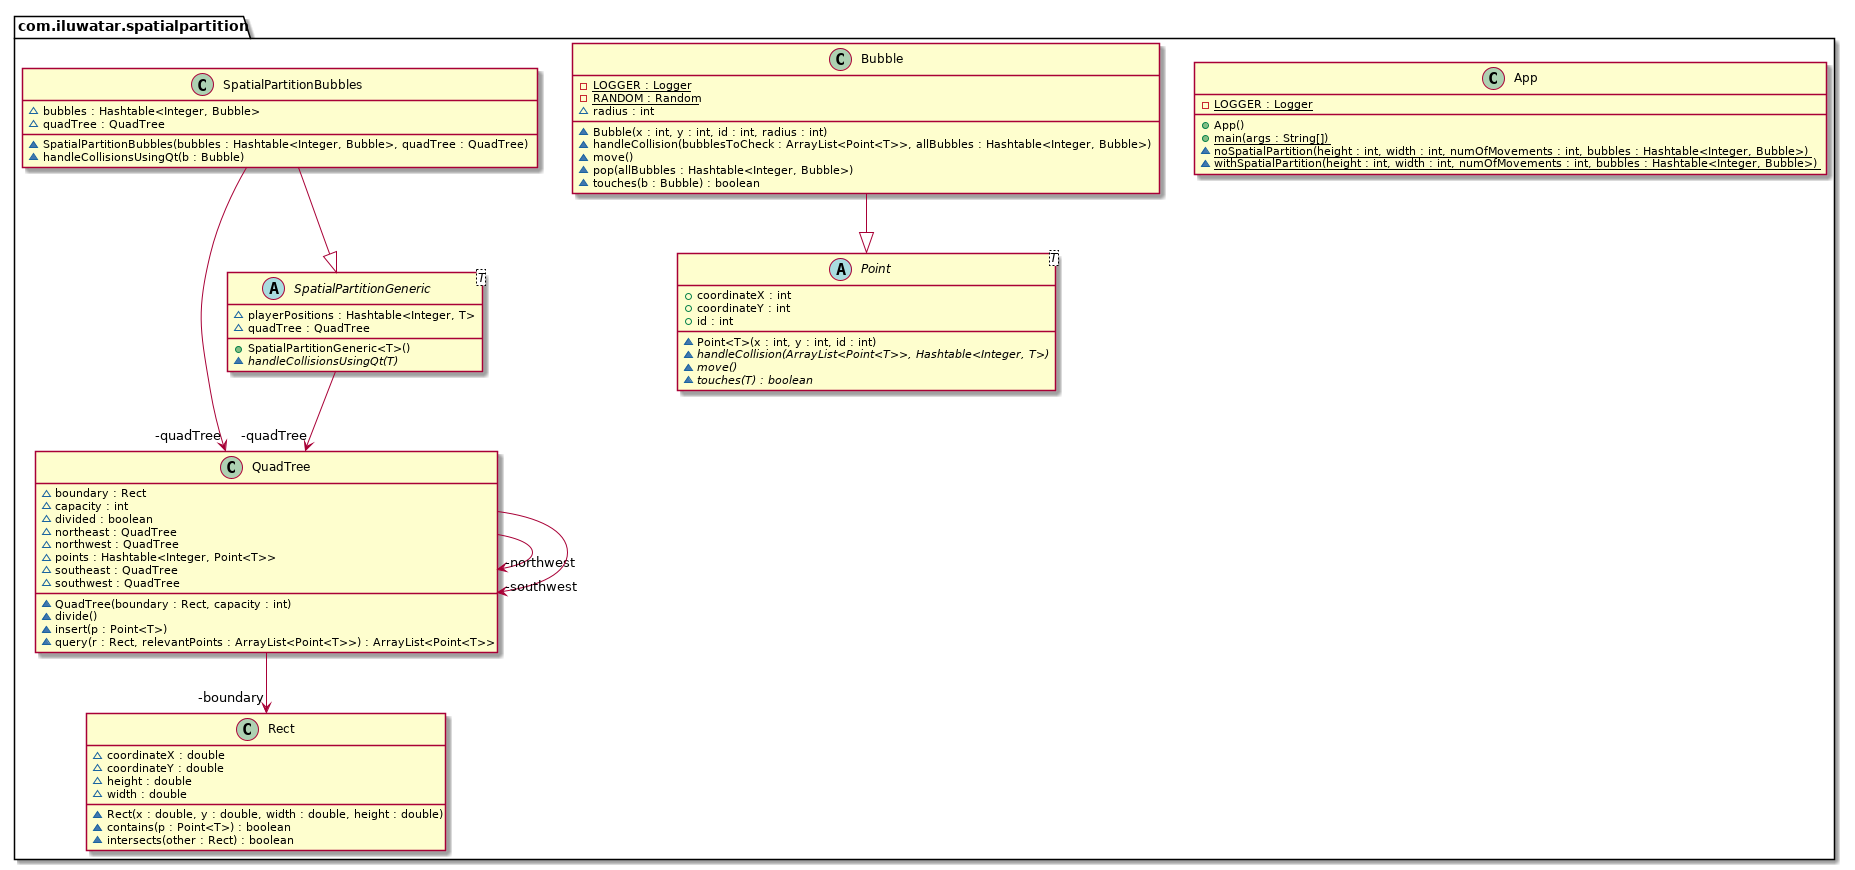 com.iluwatar.spatialpartition
C SpatialPartitionBubbles
bubbles : Hashtable<Integer, Bubble>
quadTree : QuadTree
SpatialPartitionBubbles(bubbles : Hashtable<Integer, Bubble>, quadTree : QuadTree)
handleCollisionsUsingQt(b : Bubble)
C Bubble
LOGGER : Logger
RANDOM : Random
radius : int
Bubble(x : int, y : int, id : int, radius : int)
handleCollision(bubblesToCheck : ArrayList<Point<T>>, allBubbles : Hashtable<Integer, Bubble>)
move()
pop(allBubbles : Hashtable<Integer, Bubble>)
touches(b : Bubble) : boolean
C App
LOGGER : Logger
App()
main(args : String[])
noSpatialPartition(height : int, width : int, numOfMovements : int, bubbles : Hashtable<Integer, Bubble>)
withSpatialPartition(height : int, width : int, numOfMovements : int, bubbles : Hashtable<Integer, Bubble>)
A SpatialPartitionGeneric
T
playerPositions : Hashtable<Integer, T>
quadTree : QuadTree
SpatialPartitionGeneric<T>()
handleCollisionsUsingQt(T)
A Point
T
coordinateX : int
coordinateY : int
id : int
Point<T>(x : int, y : int, id : int)
handleCollision(ArrayList<Point<T>>, Hashtable<Integer, T>)
move()
touches(T) : boolean
-quadTree
-quadTree
C QuadTree
boundary : Rect
capacity : int
divided : boolean
northeast : QuadTree
northwest : QuadTree
points : Hashtable<Integer, Point<T>>
southeast : QuadTree
southwest : QuadTree
QuadTree(boundary : Rect, capacity : int)
divide()
insert(p : Point<T>)
query(r : Rect, relevantPoints : ArrayList<Point<T>>) : ArrayList<Point<T>>
-northwest
-southwest
-boundary
C Rect
coordinateX : double
coordinateY : double
height : double
width : double
Rect(x : double, y : double, width : double, height : double)
contains(p : Point<T>) : boolean
intersects(other : Rect) : boolean